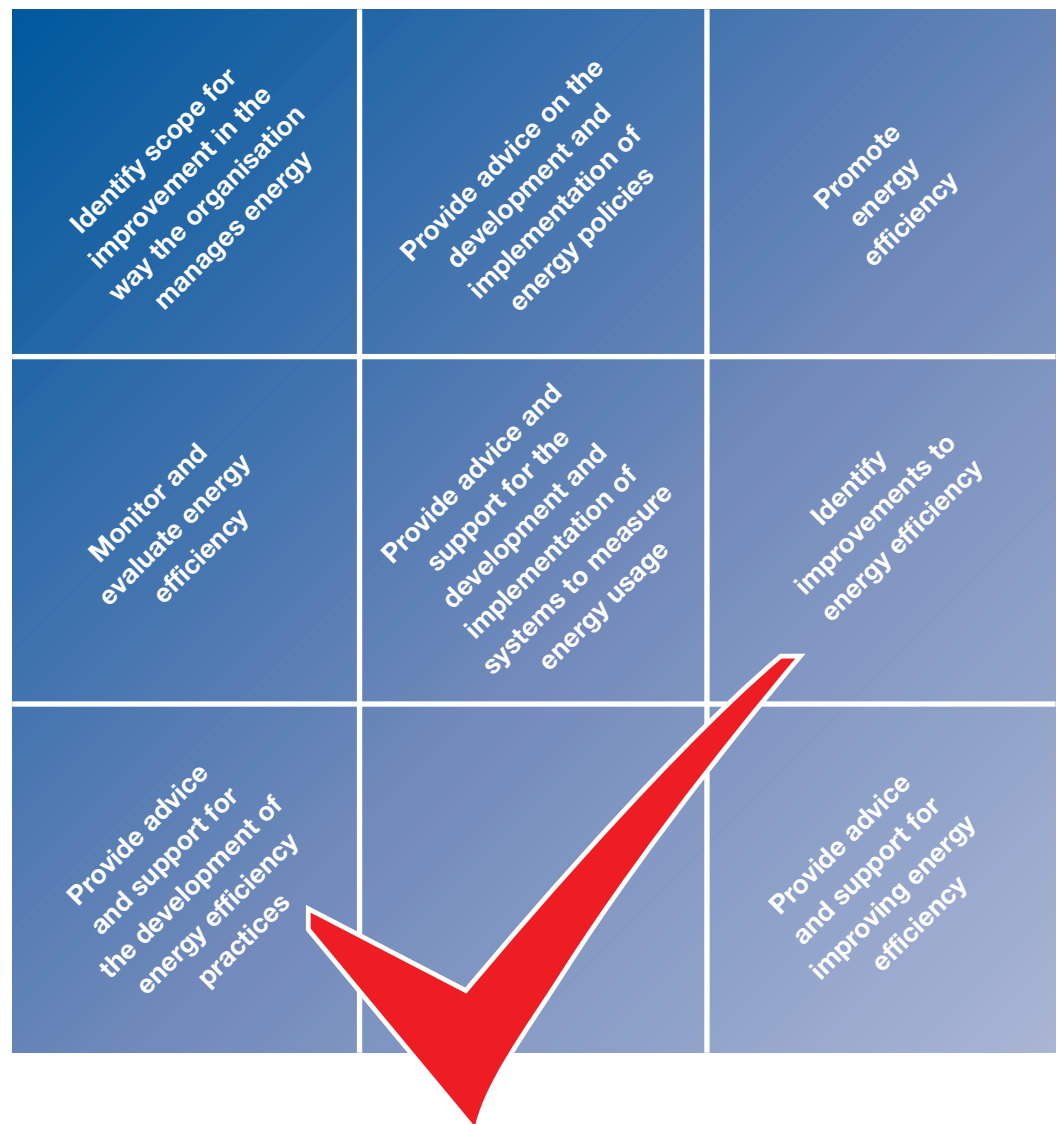 Identify scope for
improvement in the
way the organisation
manages energy
Provide advice on the
development and
implementation of
energy policies
Promote
energy
efficiency
Monitor and
evaluate energy
efficiency
Provide advice and
support for the
development and
implementation of
systems to measure
energy usage
Identify
improvements to
energy efficiency
Provide advice
and support for
the development of
energy efficiency
practices
Provide advice
and support for
improving energy
efficiency